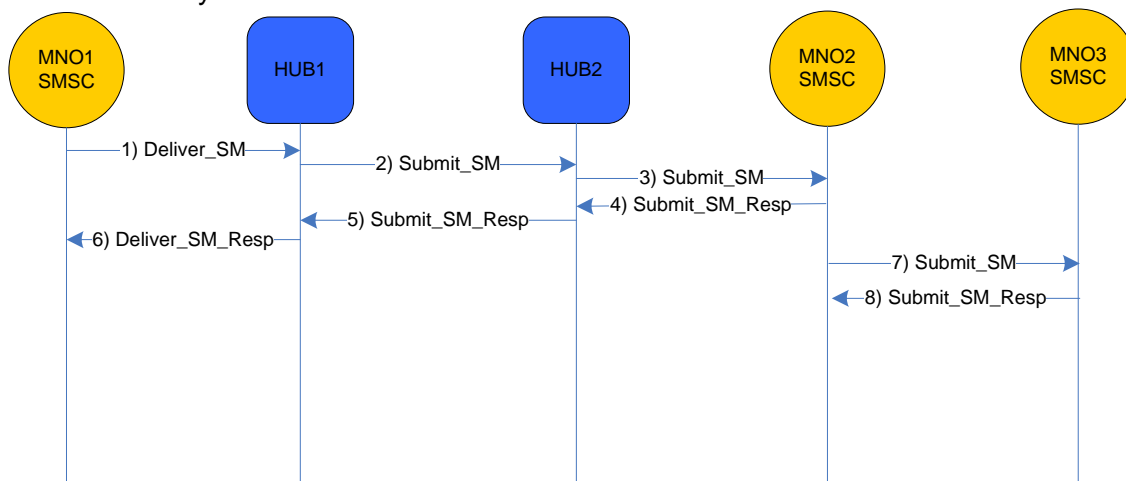 MNO1
SMSC
HUB1
HUB2
MNO2
SMSC
MNO3
SMSC
1) Deliver_SM
2) Submit_SM
3) Submit_SM
4) Submit_SM_Resp
5) Submit_SM_Resp
6) Deliver_SM_Resp
7) Submit_SM
8) Submit_SM_Resp